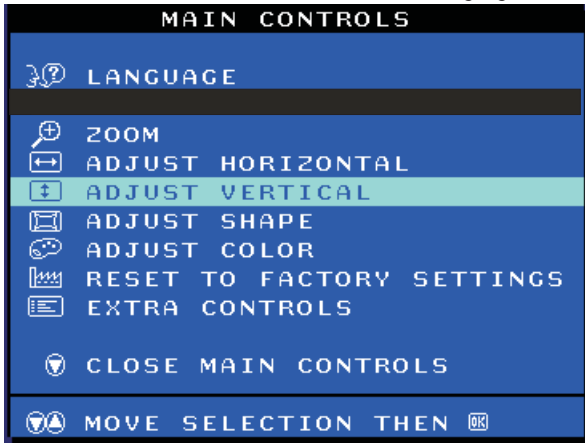 MAIN CONTROLS
LANGUAGE
ZOOM
ADJUST HORIZONTAL
ADJUST VERTICAL
ADJUST SHAPE
ADJUST COLOR
RESET TO FACTORY SETTINGS
EXTRA CONTROLS
CLOSE MAIN CONTROLS
MOVE SELECTION THEN OK